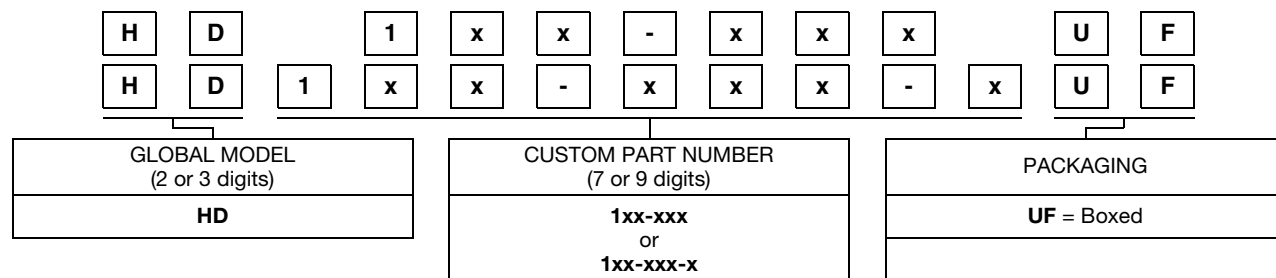 H D 1 x x - x x x U F
H D 1 x x - x x x - x U F
GLOBAL MODEL
(2 or 3 digits)
HD
CUSTOM PART NUMBER
(7 or 9 digits)
1xx-xxx
or
1xx-xxx-x
PACKAGING
UF = Boxed